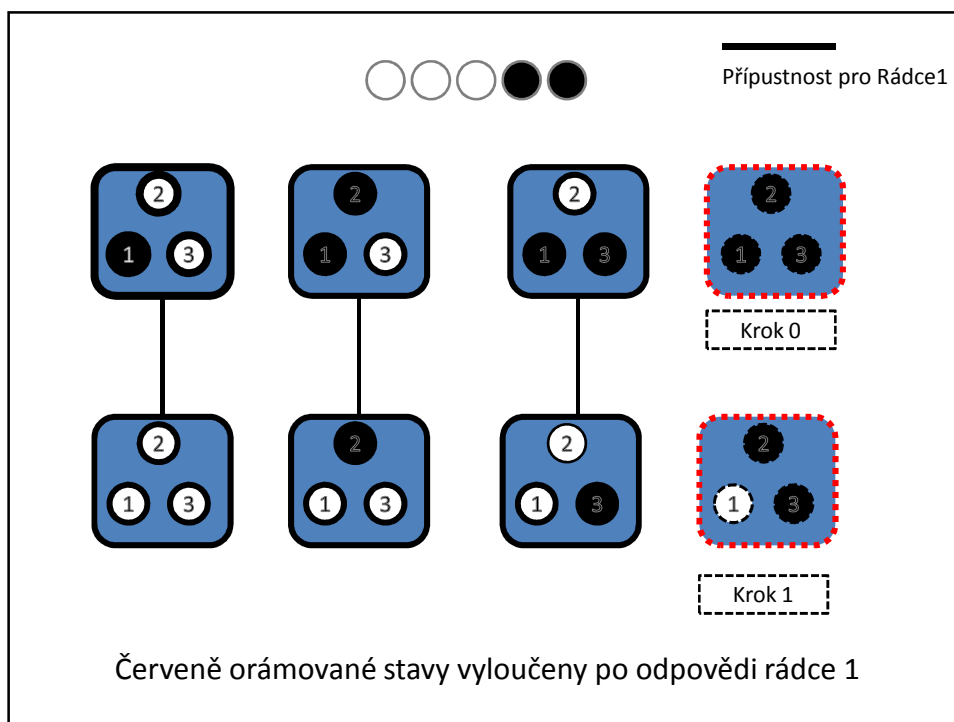 Přípustnost pro Rádce1
2 2 2 2
1 3 1 3 1 3 1 3
Krok 0
2 2 2 2
1 3 1 3 1 3 1 3
Krok 1
Červeně orámované stavy vyloučeny po odpovědi rádce 1